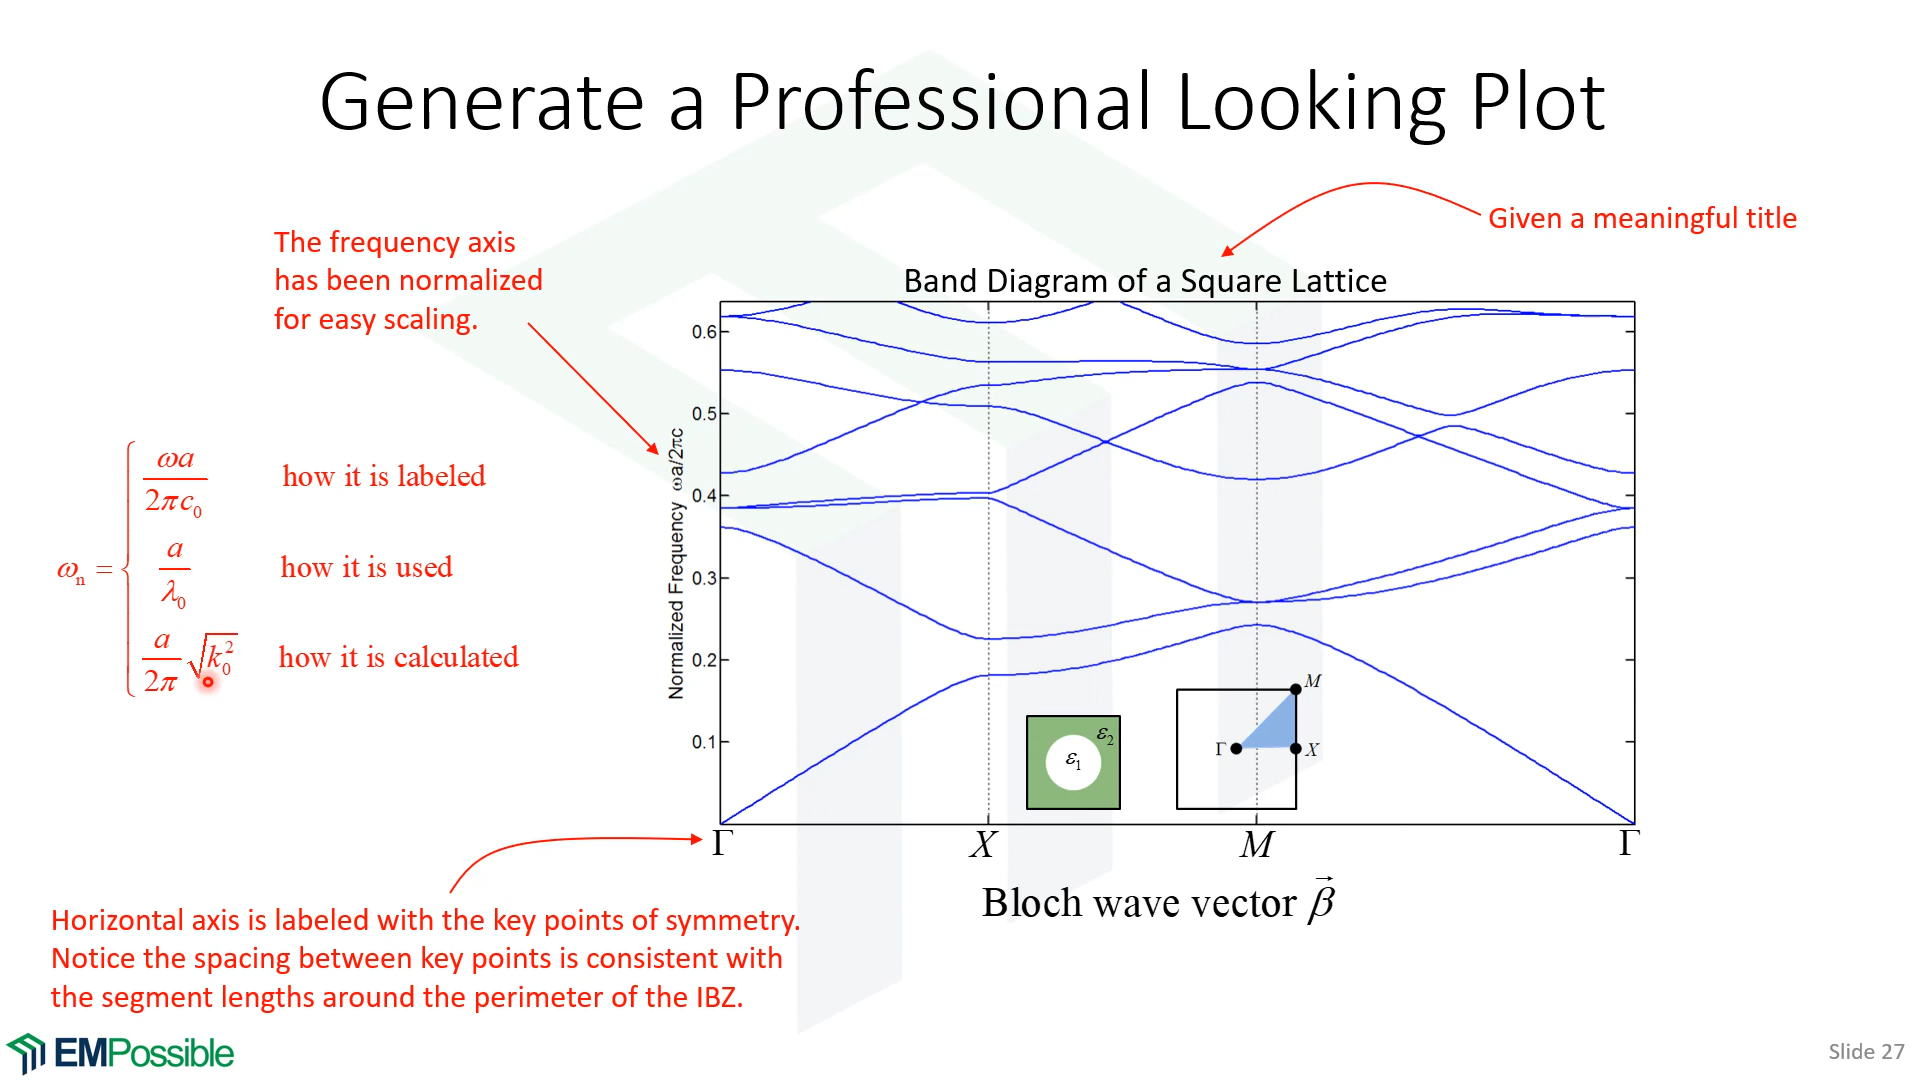 Generate a Professional Looking Plot
The frequency axis
has been normalized
for easy scaling.
Given a meaningful title
Band Diagram of a Square Lattice
ωₙ = { ωa / 2πc₀ how it is labeled
a / λ₀ how it is used
a / 2π √k₀² how it is calculated
Normalized Frequency ωa/2πc
0.6
0.5
0.4
0.3
0.2
0.1
ε₁
ε₂
Γ
X
M
Γ X M Γ
Bloch wave vector β⃗
Horizontal axis is labeled with the key points of symmetry.
Notice the spacing between key points is consistent with
the segment lengths around the perimeter of the IBZ.
EMPossible
Slide 27